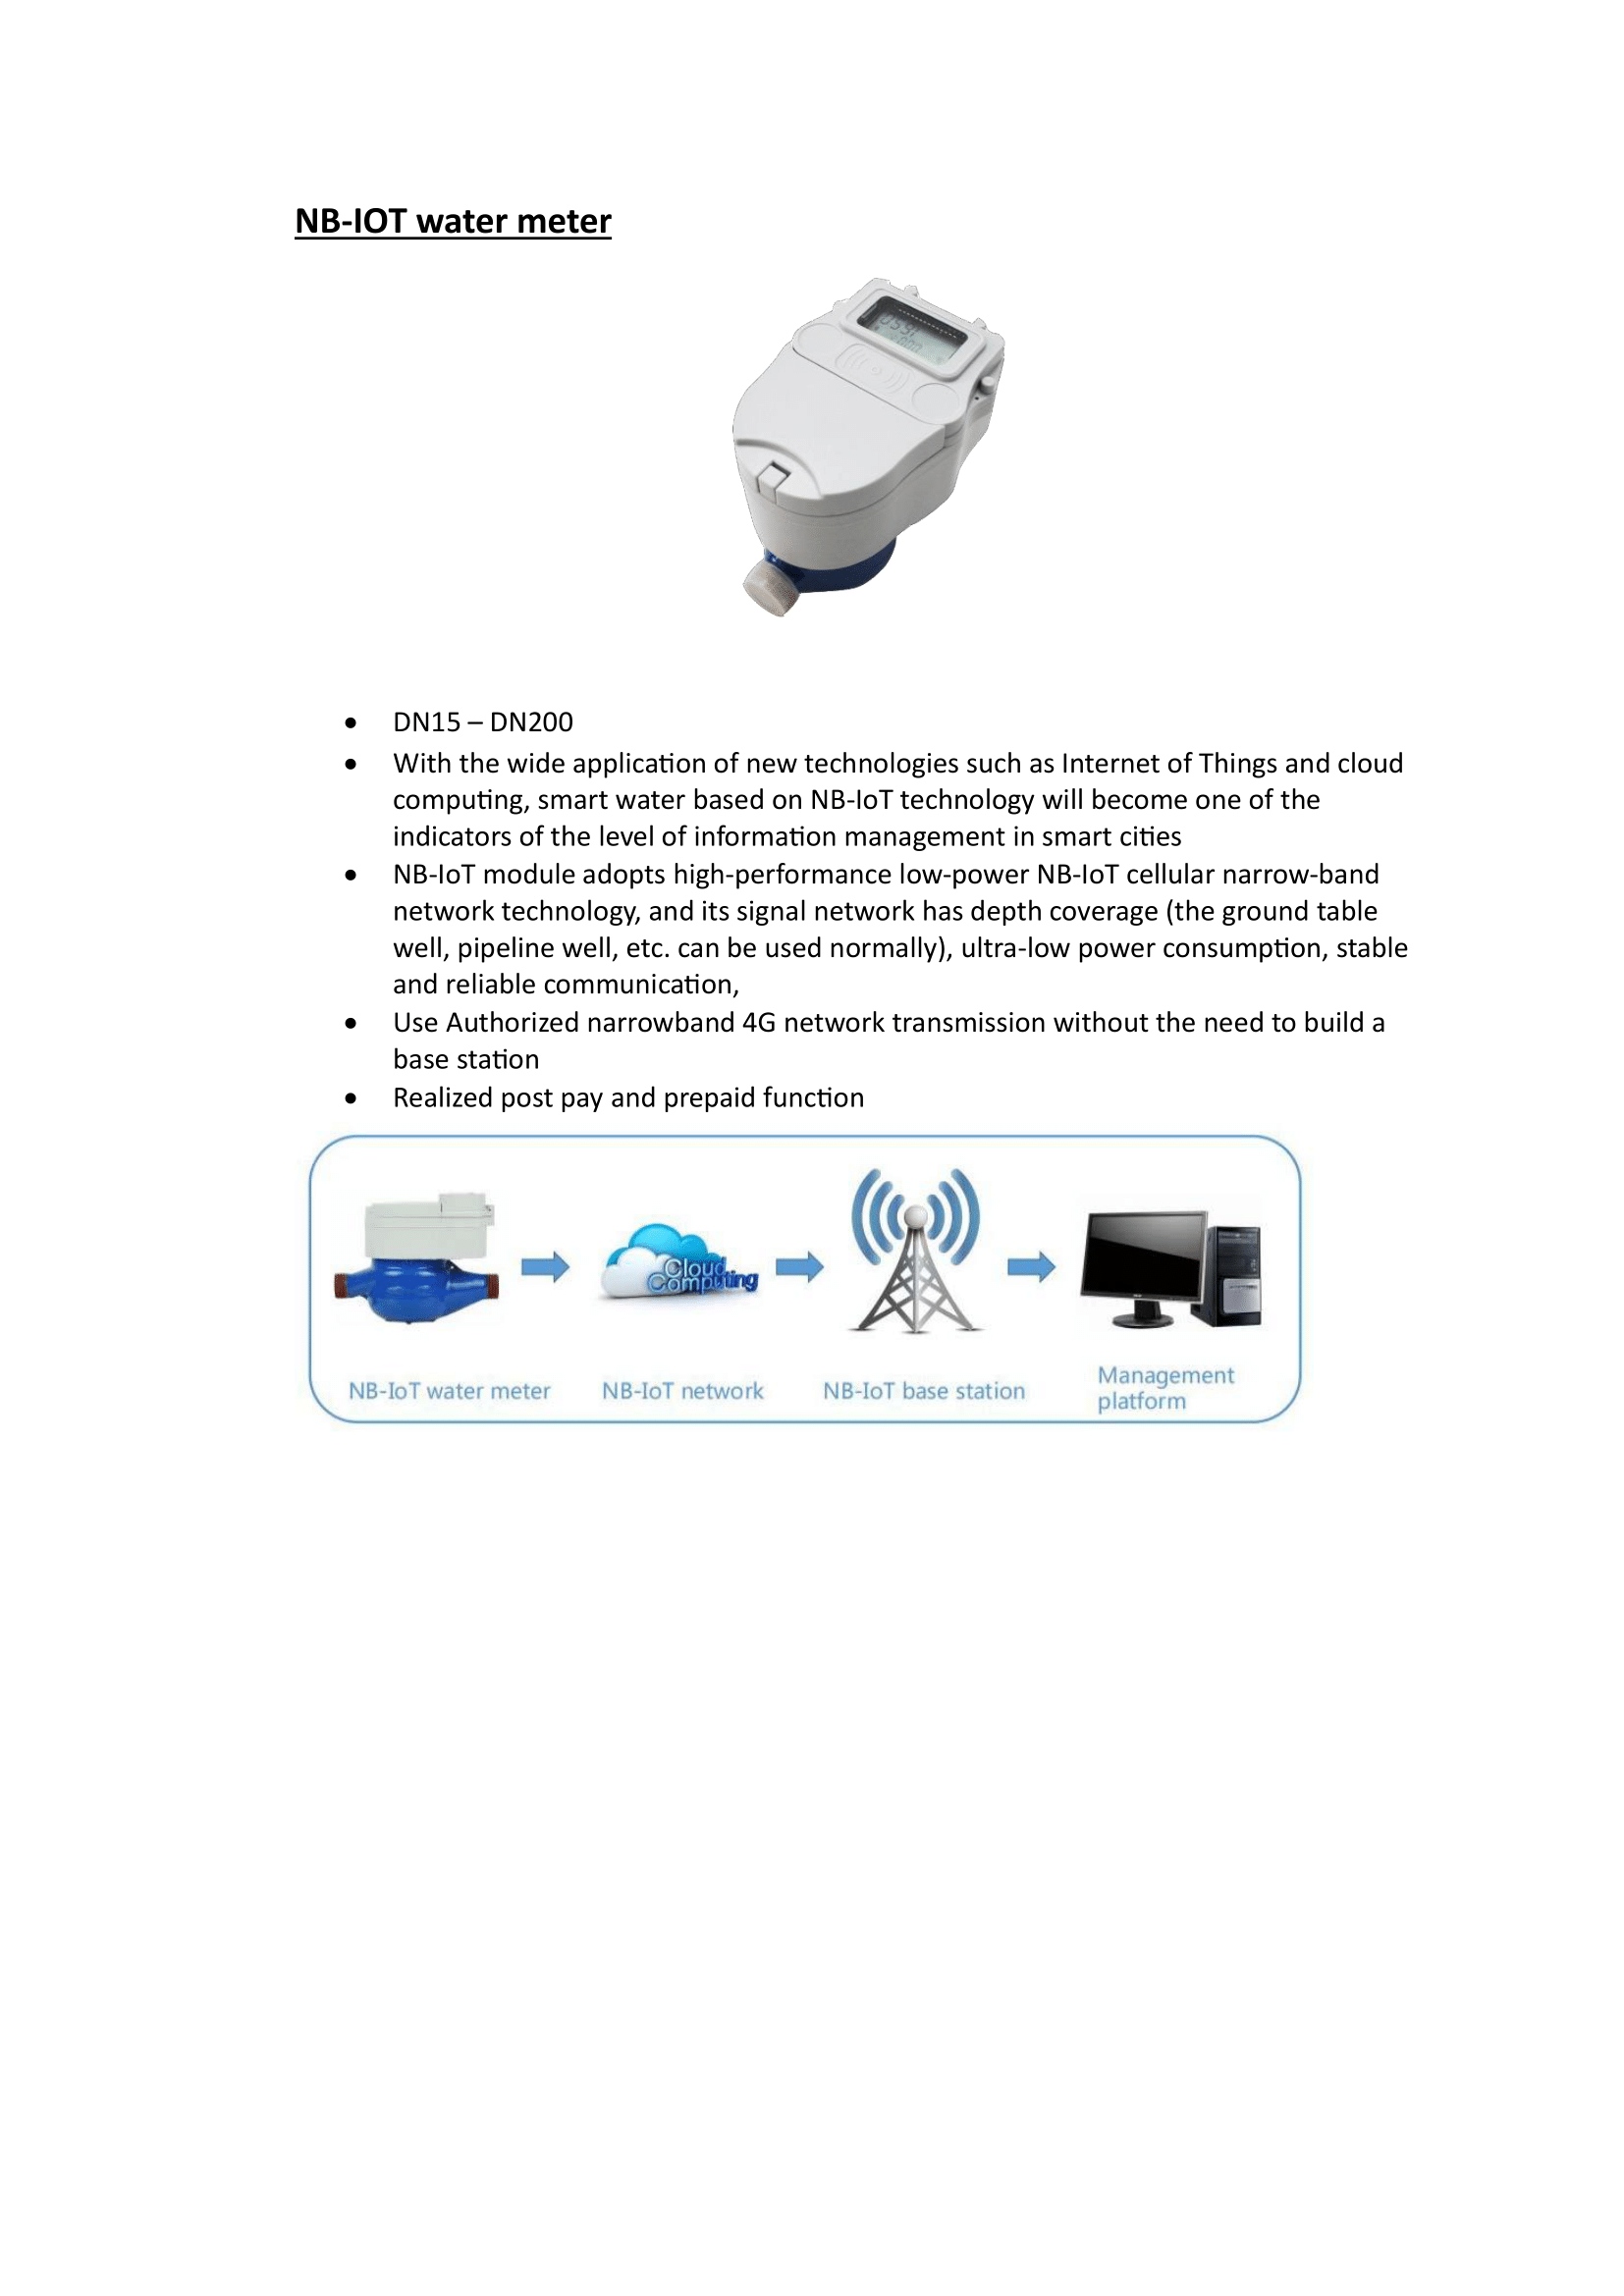 NB-IOT water meter
• DN15 – DN200
• With the wide application of new technologies such as Internet of Things and cloud
computing, smart water based on NB-IoT technology will become one of the
indicators of the level of information management in smart cities
• NB-IoT module adopts high-performance low-power NB-IoT cellular narrow-band
network technology, and its signal network has depth coverage (the ground table
well, pipeline well, etc. can be used normally), ultra-low power consumption, stable
and reliable communication,
• Use Authorized narrowband 4G network transmission without the need to build a
base station
• Realized post pay and prepaid function
Cloud
Computing
NB-IoT water meter
NB-IoT network
NB-IoT base station
Management
platform